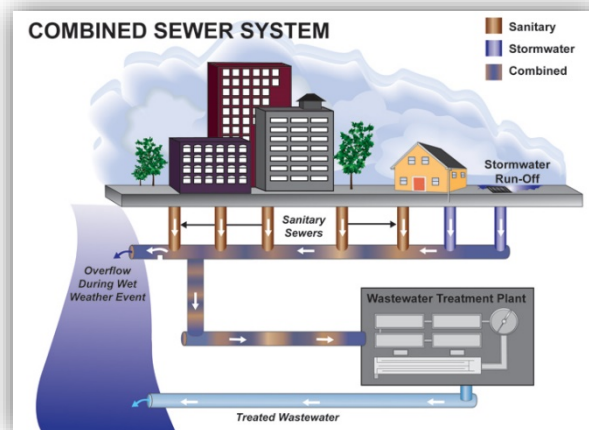 COMBINED SEWER SYSTEM
Sanitary
Stormwater
Combined
Stormwater
Run-Off
Sanitary
Sewers
Overflow
During Wet
Weather Event
Wastewater Treatment Plant
Treated Wastewater